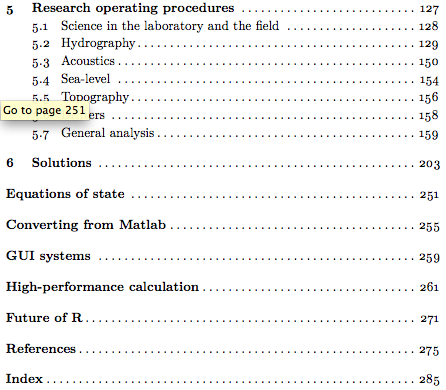 5 Research operating procedures 127
5.1 Science in the laboratory and the field 128
5.2 Hydrography 129
5.3 Acoustics 150
5.4 Sea-level 154
5.5 Topography 156
Go to page 251
158
5.7 General analysis 159
6 Solutions 203
Equations of state 251
Converting from Matlab 255
GUI systems 259
High-performance calculation 261
Future of R 271
References 275
Index 285